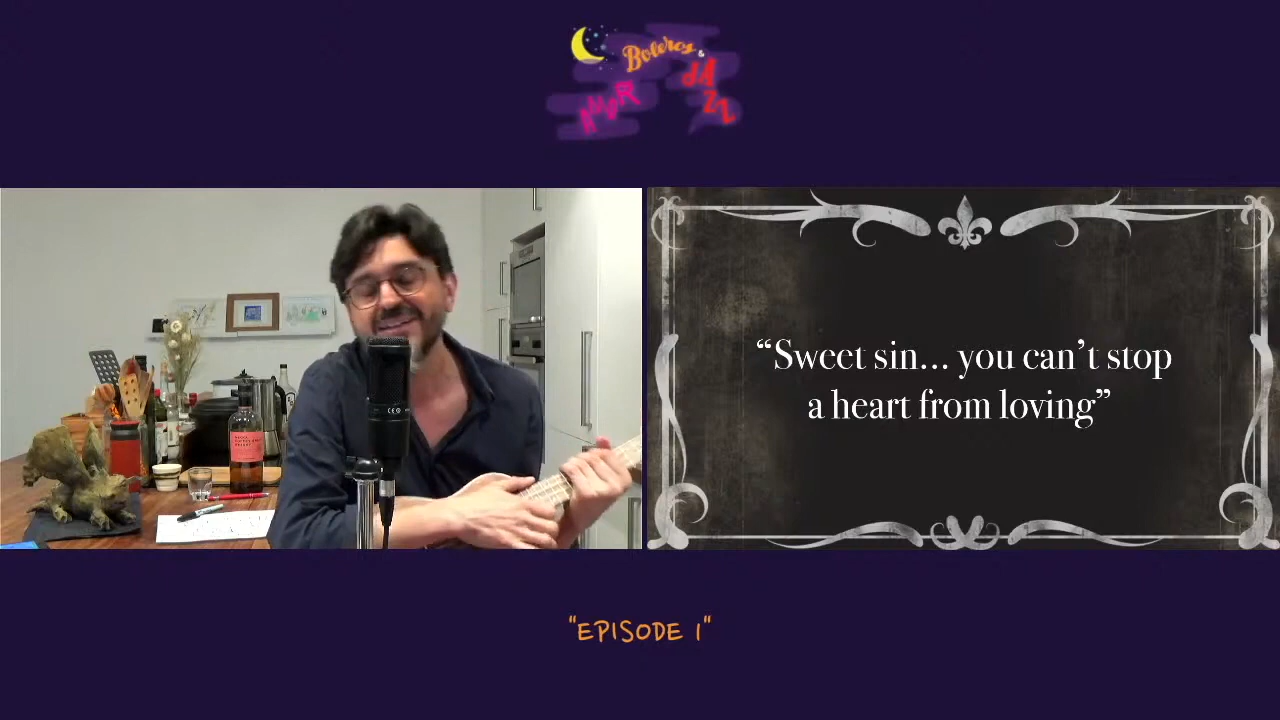 Boleros &
AMOR
JAZZ
“Sweet sin... you can’t stop
a heart from loving”
"EPISODE 1"